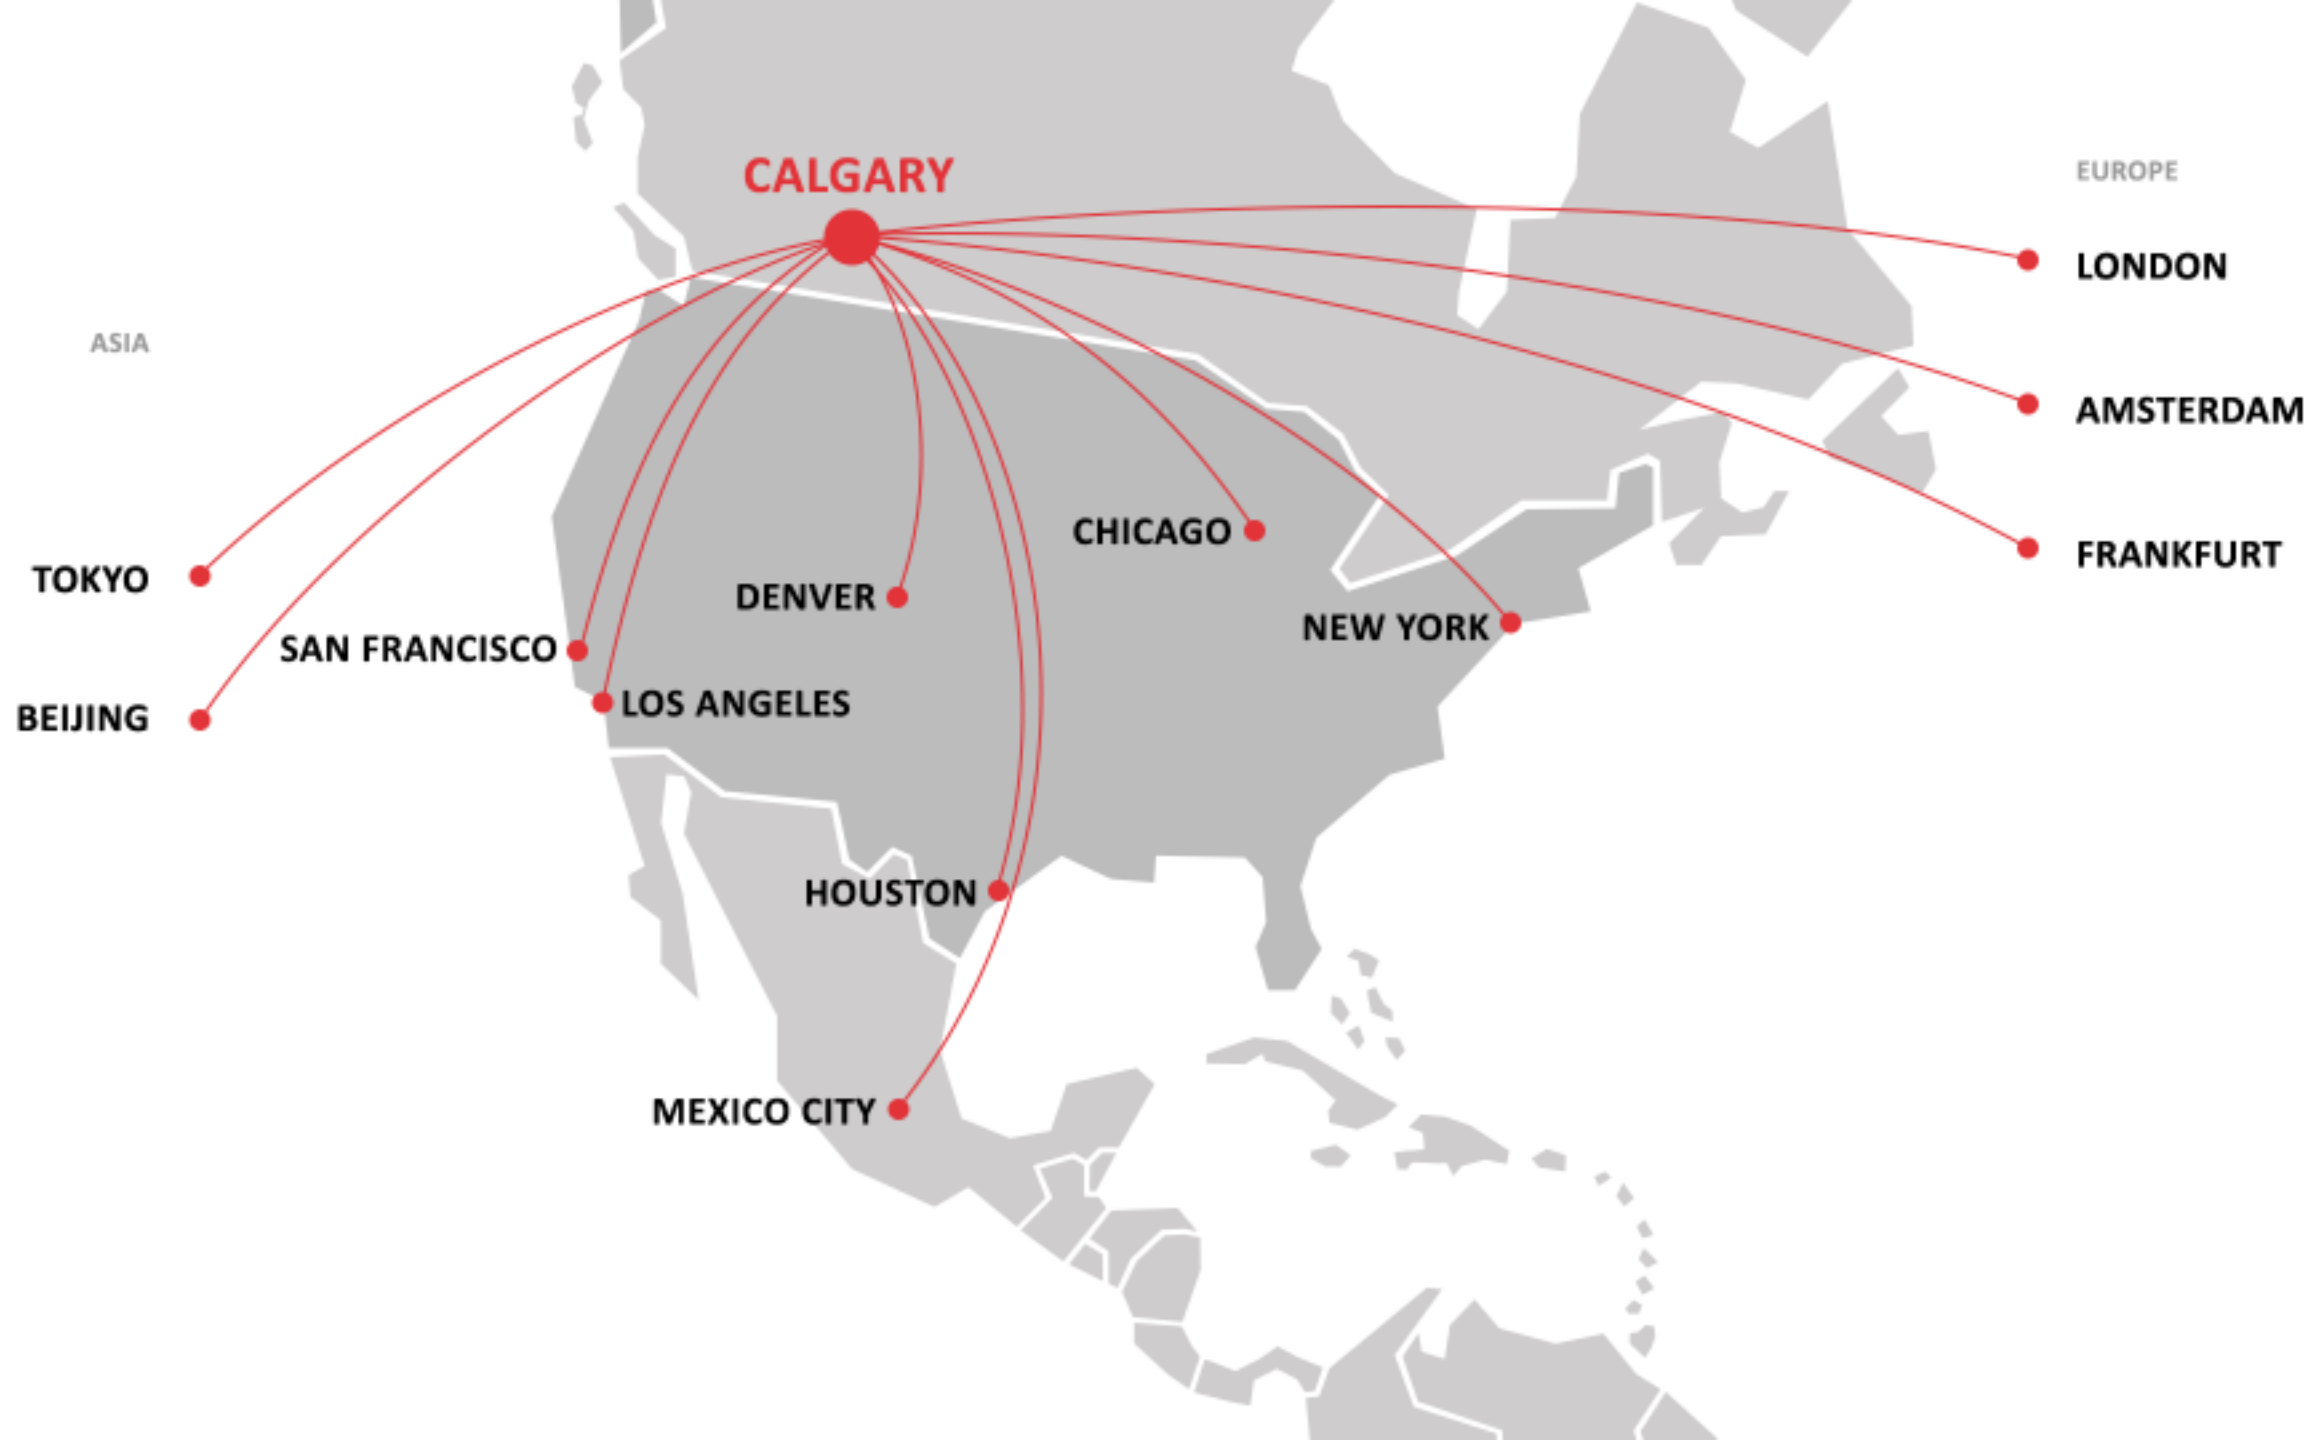 CALGARY
EUROPE
LONDON
ASIA
AMSTERDAM
CHICAGO
FRANKFURT
TOKYO
DENVER
NEW YORK
SAN FRANCISCO
LOS ANGELES
BEIJING
HOUSTON
MEXICO CITY